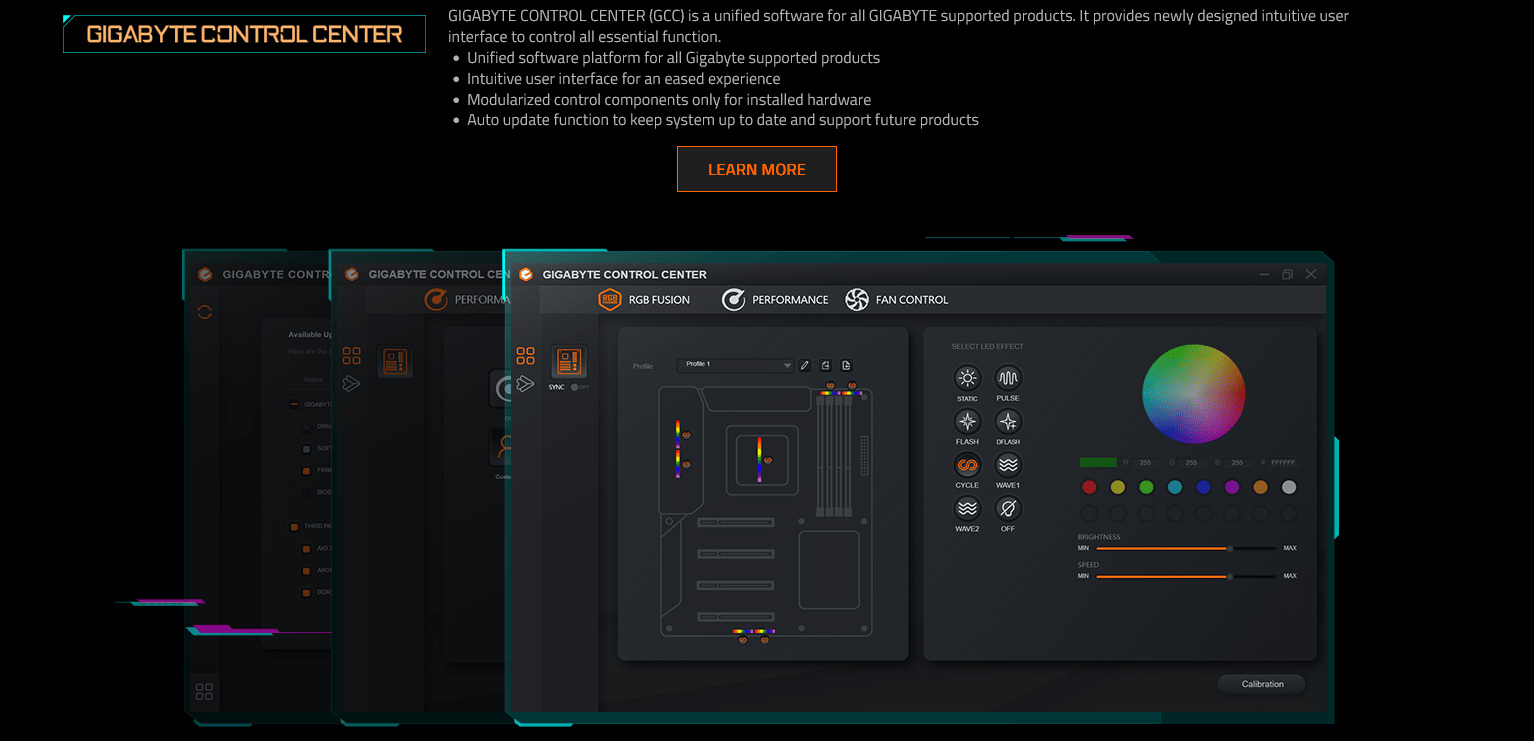 GIGABYTE CONTROL CENTER
GIGABYTE CONTROL CENTER (GCC) is a unified software for all GIGABYTE supported products. It provides newly designed intuitive user
interface to control all essential function.
• Unified software platform for all Gigabyte supported products
• Intuitive user interface for an eased experience
• Modularized control components only for installed hardware
• Auto update function to keep system up to date and support future products
LEARN MORE
GIGABYTE CONTR
Available Up
Here are the
Name
GIGABYTE
DRIV
SOFT
FIRM
BIOS
THIRD PA
AIO
GIGABYTE CONTROL CEN
PERFORMA
GIGABYTE CONTROL CENTER
RGB FUSION
PERFORMANCE
FAN CONTROL
SYNC OFF
Profile
Profile 1
SELECT LED EFFECT
STATIC
PULSE
FLASH
DFLASH
CYCLE
WAVE1
WAVE2
OFF
R 255 G 255 B 255 # FFFFFF
BRIGHTNESS
MIN MAX
SPEED
MIN MAX
Calibration